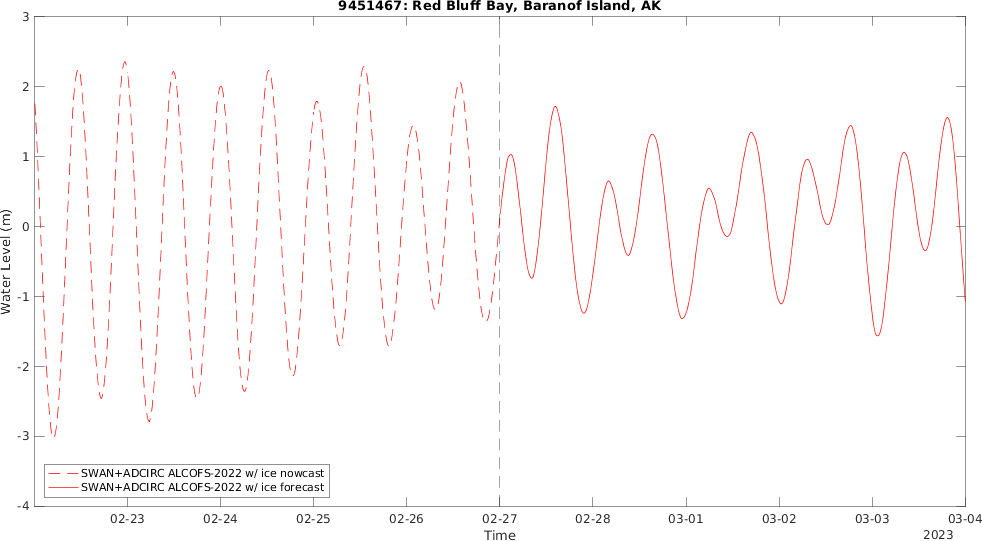 9451467: Red Bluff Bay, Baranof Island, AK
Water Level (m)
3
2
1
0
-1
-2
-3
-4
SWAN+ADCIRC ALCOFS-2022 w/ ice nowcast
SWAN+ADCIRC ALCOFS-2022 w/ ice forecast
02-23 02-24 02-25 02-26 02-27 02-28 03-01 03-02 03-03 03-04
Time
2023